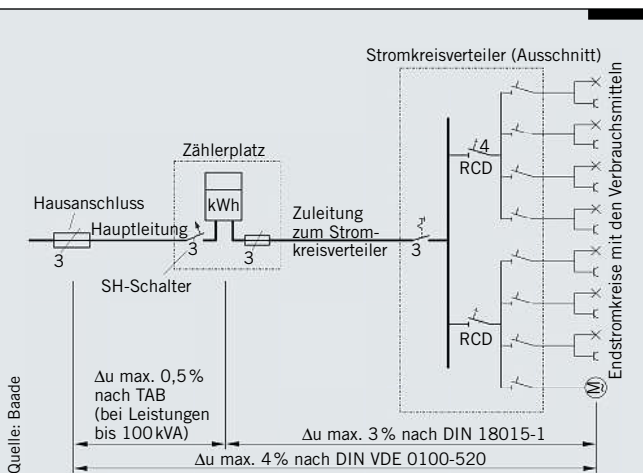 Stromkreisverteiler (Ausschnitt)
Zählerplatz
4
RCD
Hausanschluss
kWh
Hauptleitung
Zuleitung
zum Strom-
kreisverteiler
3
3
3
3
SH-Schalter
RCD
Endstromkreise mit den Verbrauchsmitteln
M
Δu max. 0,5%
nach TAB
(bei Leistungen
bis 100kVA)
Δu max. 3% nach DIN 18015-1
Δu max. 4% nach DIN VDE 0100-520
Quelle: Baade